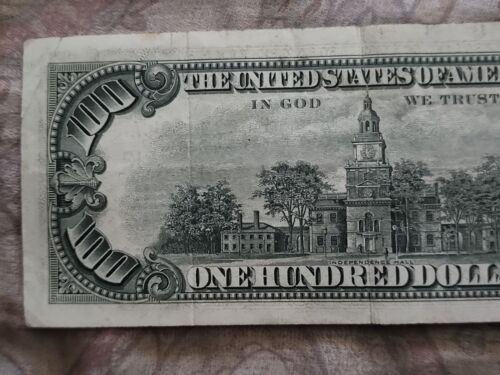 100
THE UNITED STATES OF AME
IN GOD WE TRUST
INDEPENDENCE HALL
100
ONE HUNDRED DOLL